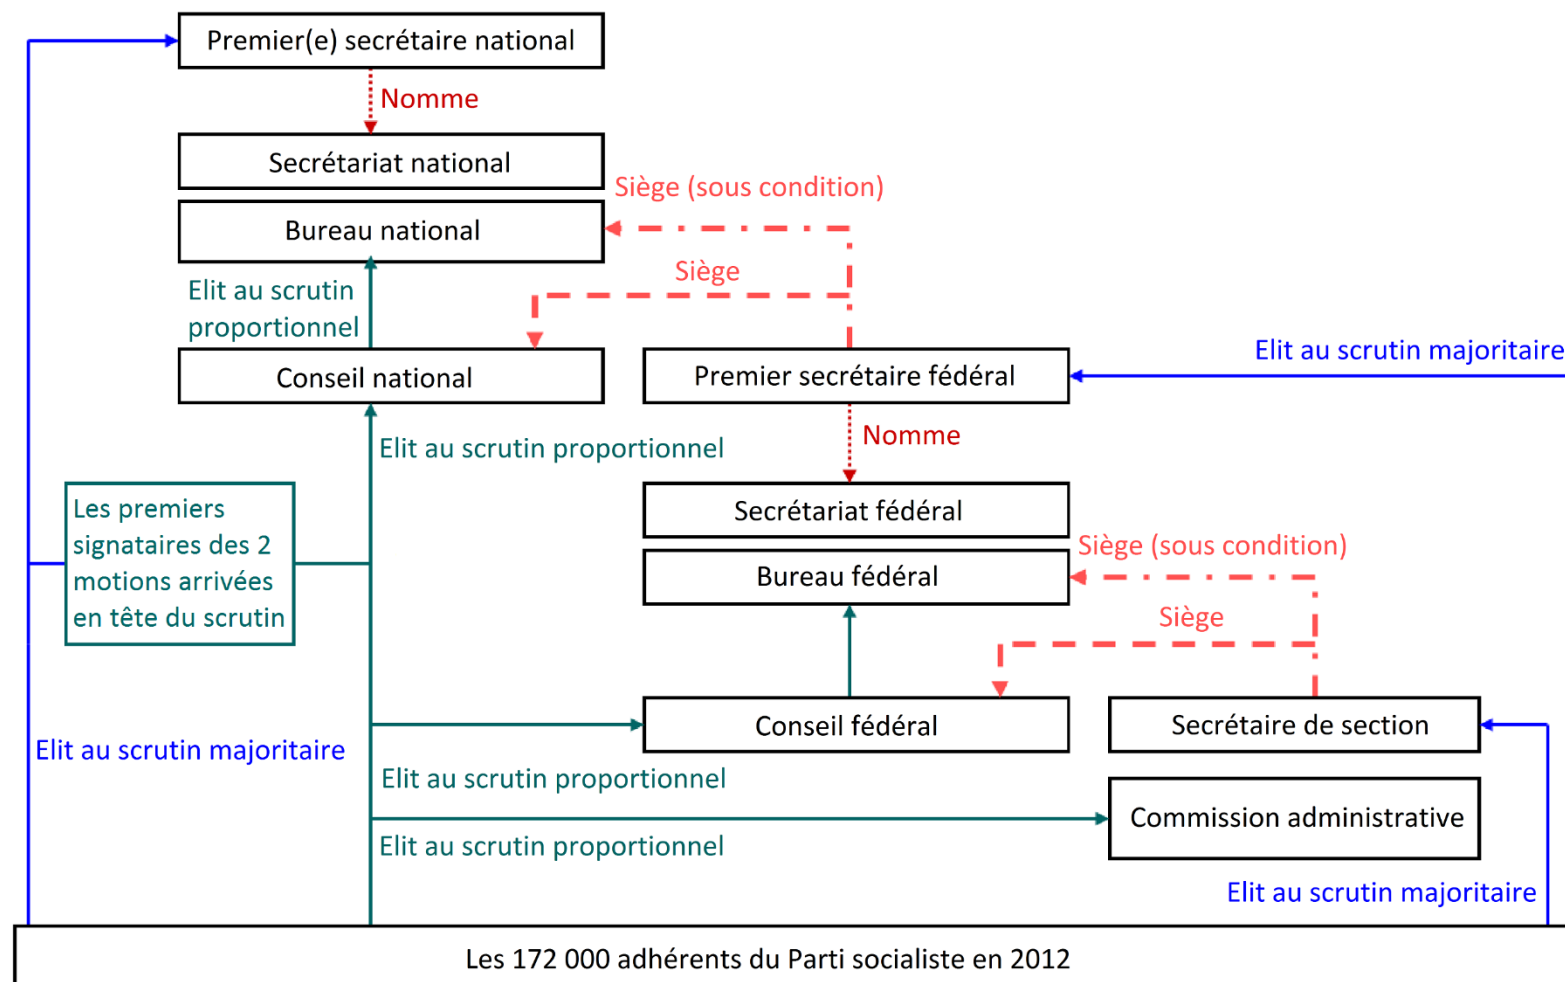 Premier(e) secrétaire national
Nomme
Secrétariat national
Siège (sous condition)
Bureau national
Siège
Elit au scrutin
proportionnel
Elit au scrutin majoritaire
Conseil national
Premier secrétaire fédéral
Elit au scrutin proportionnel
Nomme
Les premiers
signataires des 2
motions arrivées
en tête du scrutin
Secrétariat fédéral
Siège (sous condition)
Bureau fédéral
Siège
Conseil fédéral
Secrétaire de section
Elit au scrutin majoritaire
Elit au scrutin proportionnel
Commission administrative
Elit au scrutin proportionnel
Elit au scrutin majoritaire
Les 172 000 adhérents du Parti socialiste en 2012